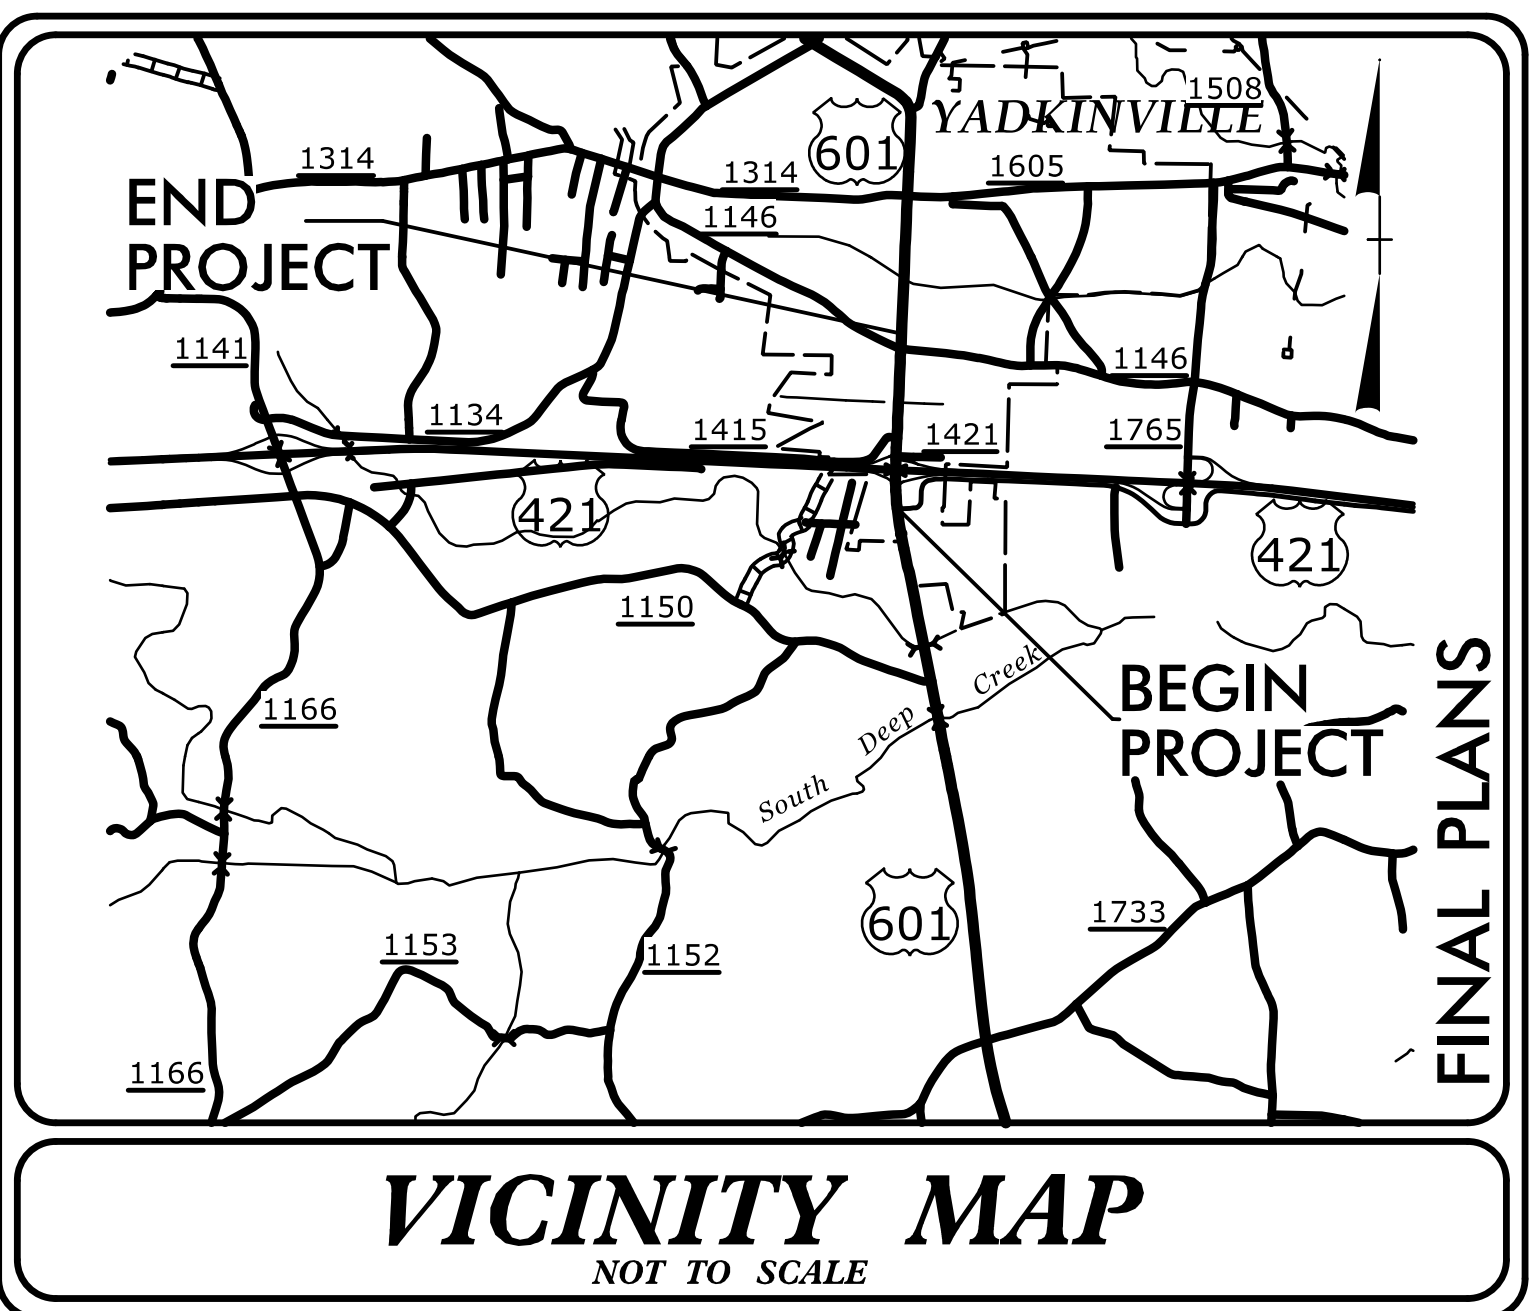 1508
YADKINVILLE
601
1314
1314
1605
END
PROJECT
1146
1141
1146
1134
1415
1421
1765
421
421
1150
BEGIN
PROJECT
1166
South Deep Creek
FINAL PLANS
601
1733
1153
1152
1166
VICINITY MAP
NOT TO SCALE